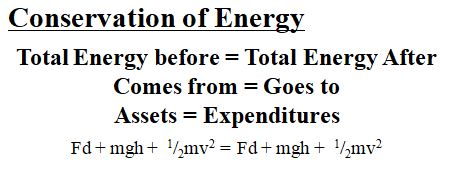 Conservation of Energy
Total Energy before = Total Energy After
Comes from = Goes to
Assets = Expenditures
Fd + mgh + ¹/₂mv² = Fd + mgh + ¹/₂mv²